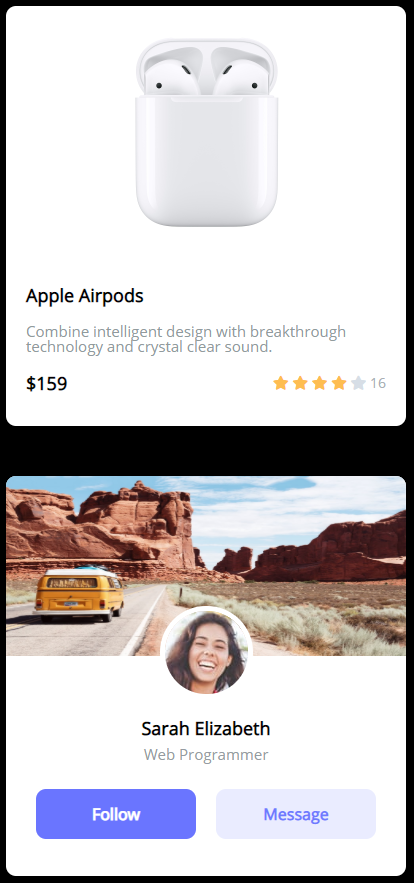 Apple Airpods
Combine intelligent design with breakthrough
technology and crystal clear sound.
$159 16
Sarah Elizabeth
Web Programmer
Follow Message